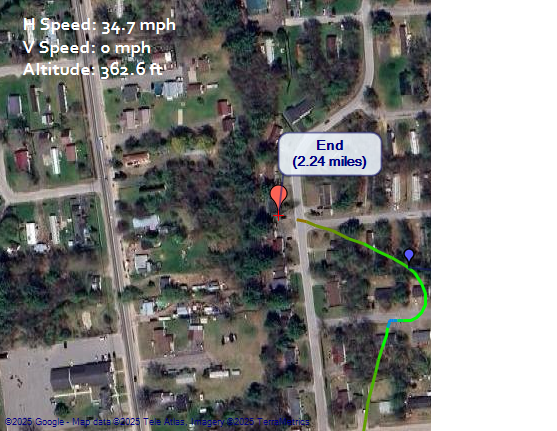 H Speed: 34.7 mph
V Speed: 0 mph
Altitude: 362.6 ft
End
(2.24 miles)
©2025 Google - Map data ©2025 Tele Atlas, Imagery ©2025 TerraMetrics